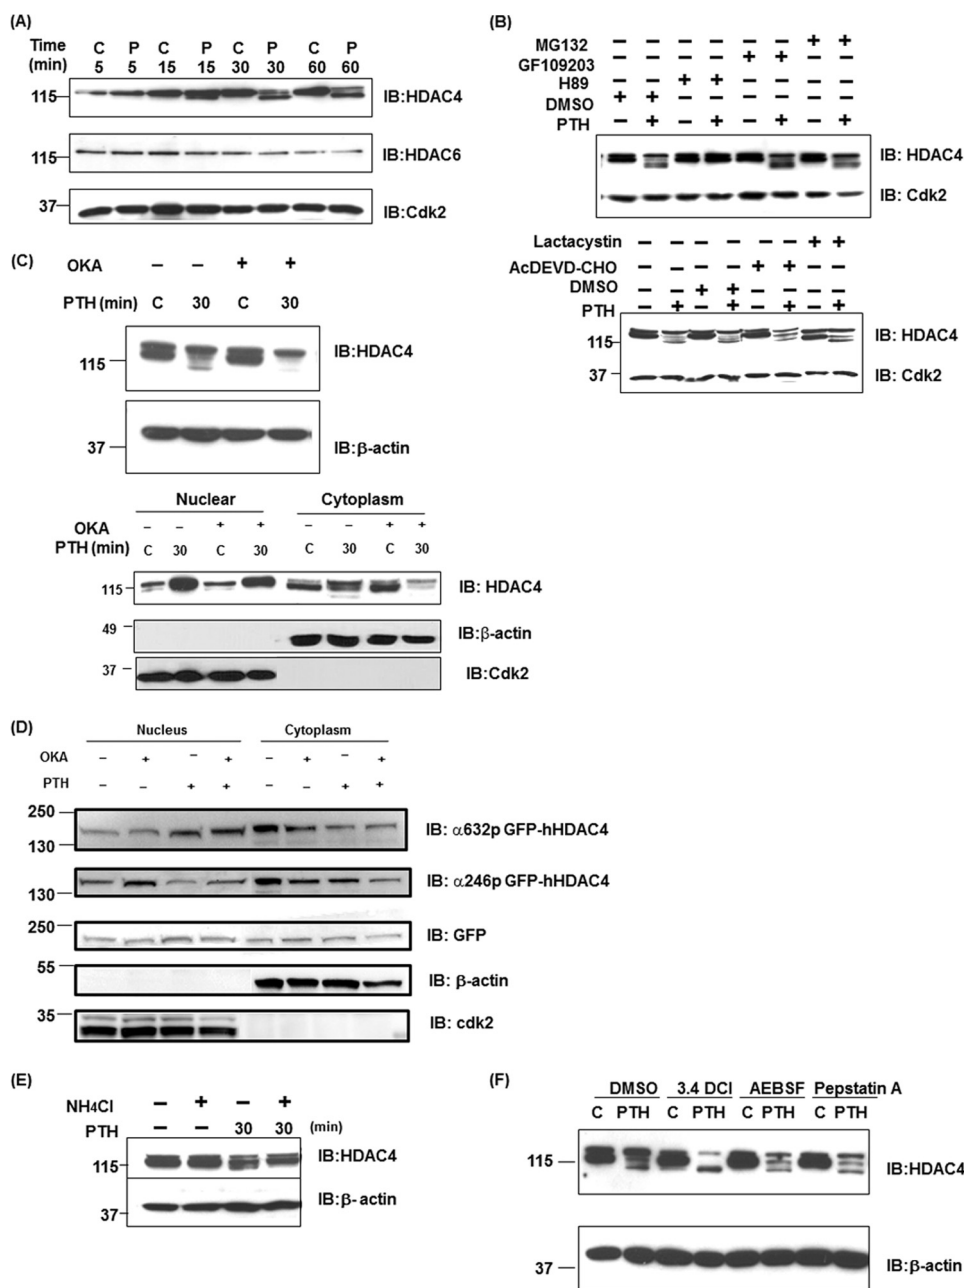 (A)
Time C P C P C P C P
(min) 5 5 15 15 30 30 60 60
115 IB:HDAC4
115 IB:HDAC6
37 IB:Cdk2
(B)
MG132 – – – – – – + +
GF109203 – – – – + + – –
H89 – – + + – – – –
DMSO + + – – – – – –
PTH – + – + – + – +
IB: HDAC4
IB: Cdk2
Lactacystin – – – – – – + +
AcDEVD-CHO – – – – + + – –
DMSO – – + + – – – –
PTH – + – + – + – +
115 IB: HDAC4
37 IB: Cdk2
(C)
OKA – – + +
PTH (min) C 30 C 30
115 IB:HDAC4
37 IB:β-actin
Nuclear Cytoplasm
OKA – – + + – – + +
PTH (min) C 30 C 30 C 30 C 30
115 IB: HDAC4
49 IB:β-actin
37 IB:Cdk2
(D)
Nucleus Cytoplasm
OKA – + – + – + – +
PTH – – + + – – + +
250
130 IB: α632p GFP-hHDAC4
130 IB: α246p GFP-hHDAC4
250 IB: GFP
55 IB: β-actin
35 IB: cdk2
(E)
NH4Cl – + – +
PTH – – 30 30 (min)
115 IB:HDAC4
37 IB:β- actin
(F)
DMSO 3.4 DCI AEBSF Pepstatin A
C PTH C PTH C PTH C PTH
115 IB:HDAC4
37 IB:β-actin